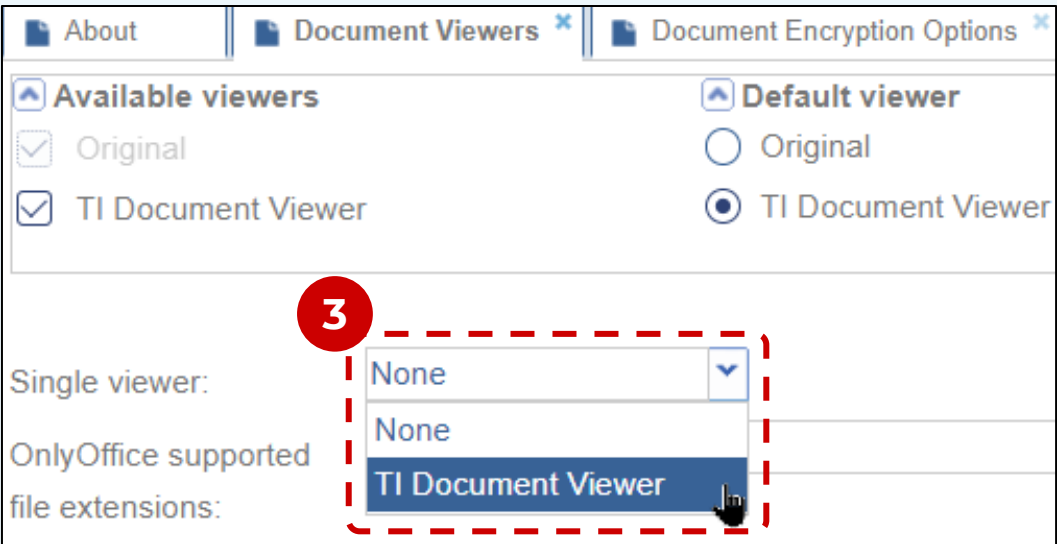 About
Document Viewers
Document Encryption Options
Available viewers
Default viewer
Original
Original
TI Document Viewer
TI Document Viewer
3
Single viewer:
None
None
OnlyOffice supported
file extensions:
TI Document Viewer